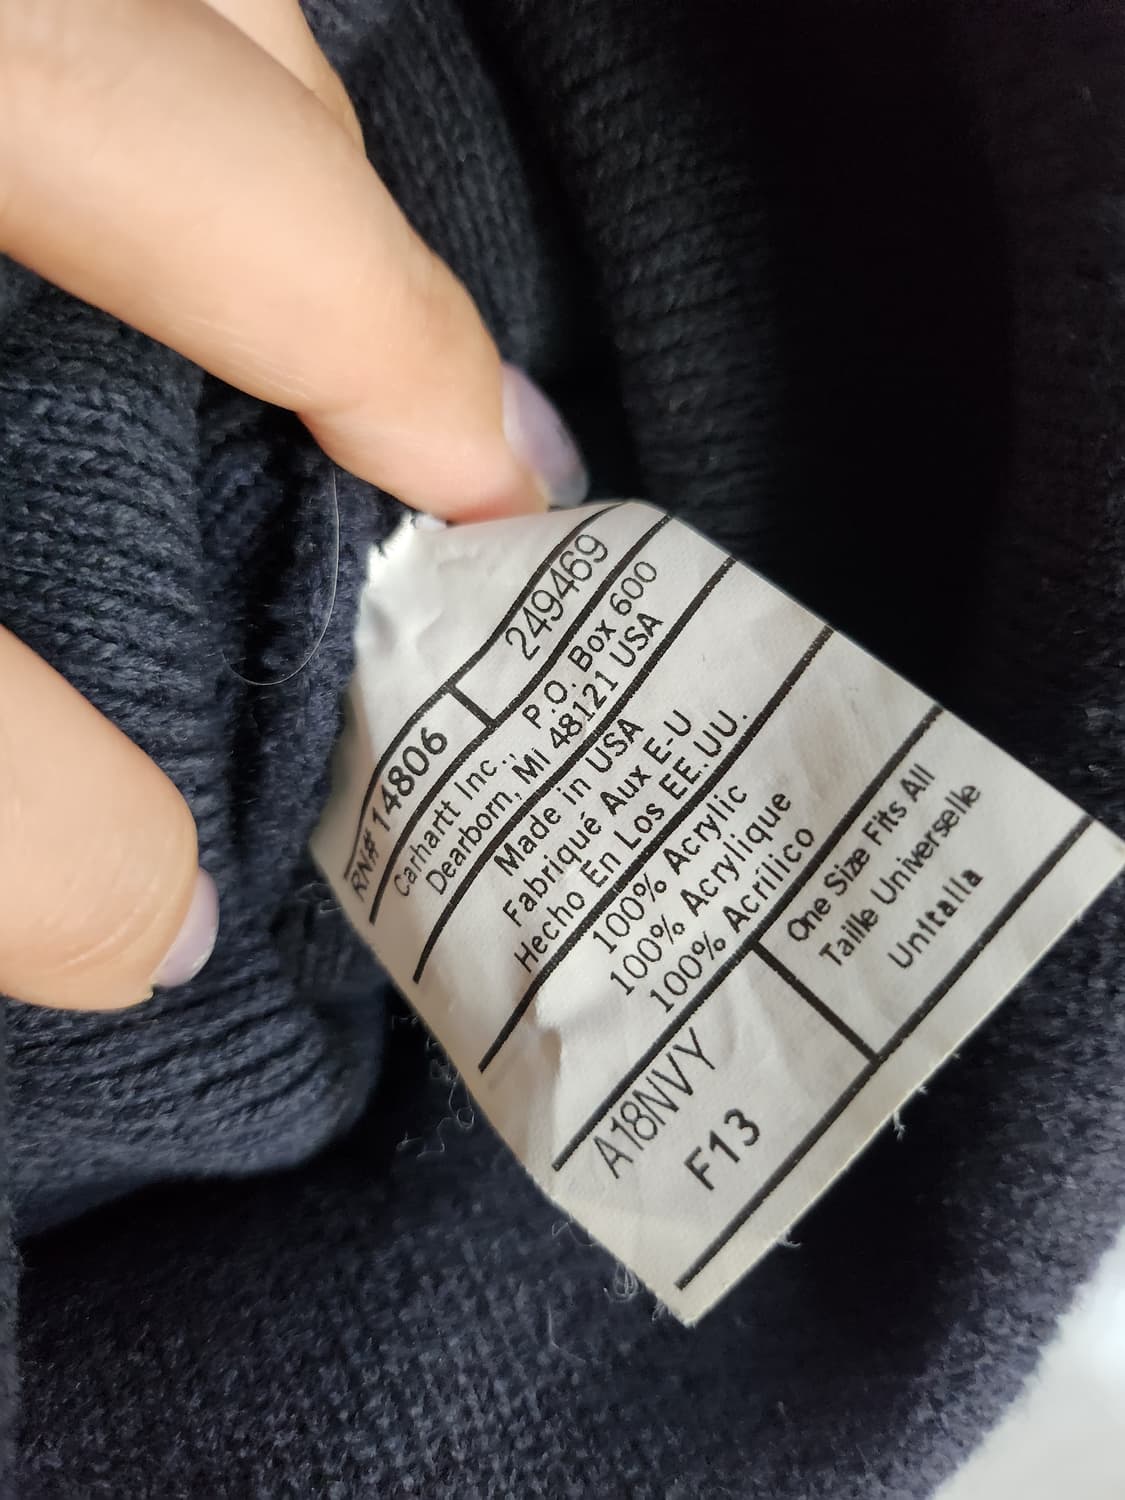 RN# 14806 249469
Carhartt Inc., P.O. Box 600
Dearborn, Mi 48121 USA
Made in USA
Fabriqué Aux E-U
Hecho En Los EE.UU.
100% Acrylic
100% Acrylique
100% Acrilico
A18NVY
F13
One Size Fits All
Taille Universelle
Unitalla